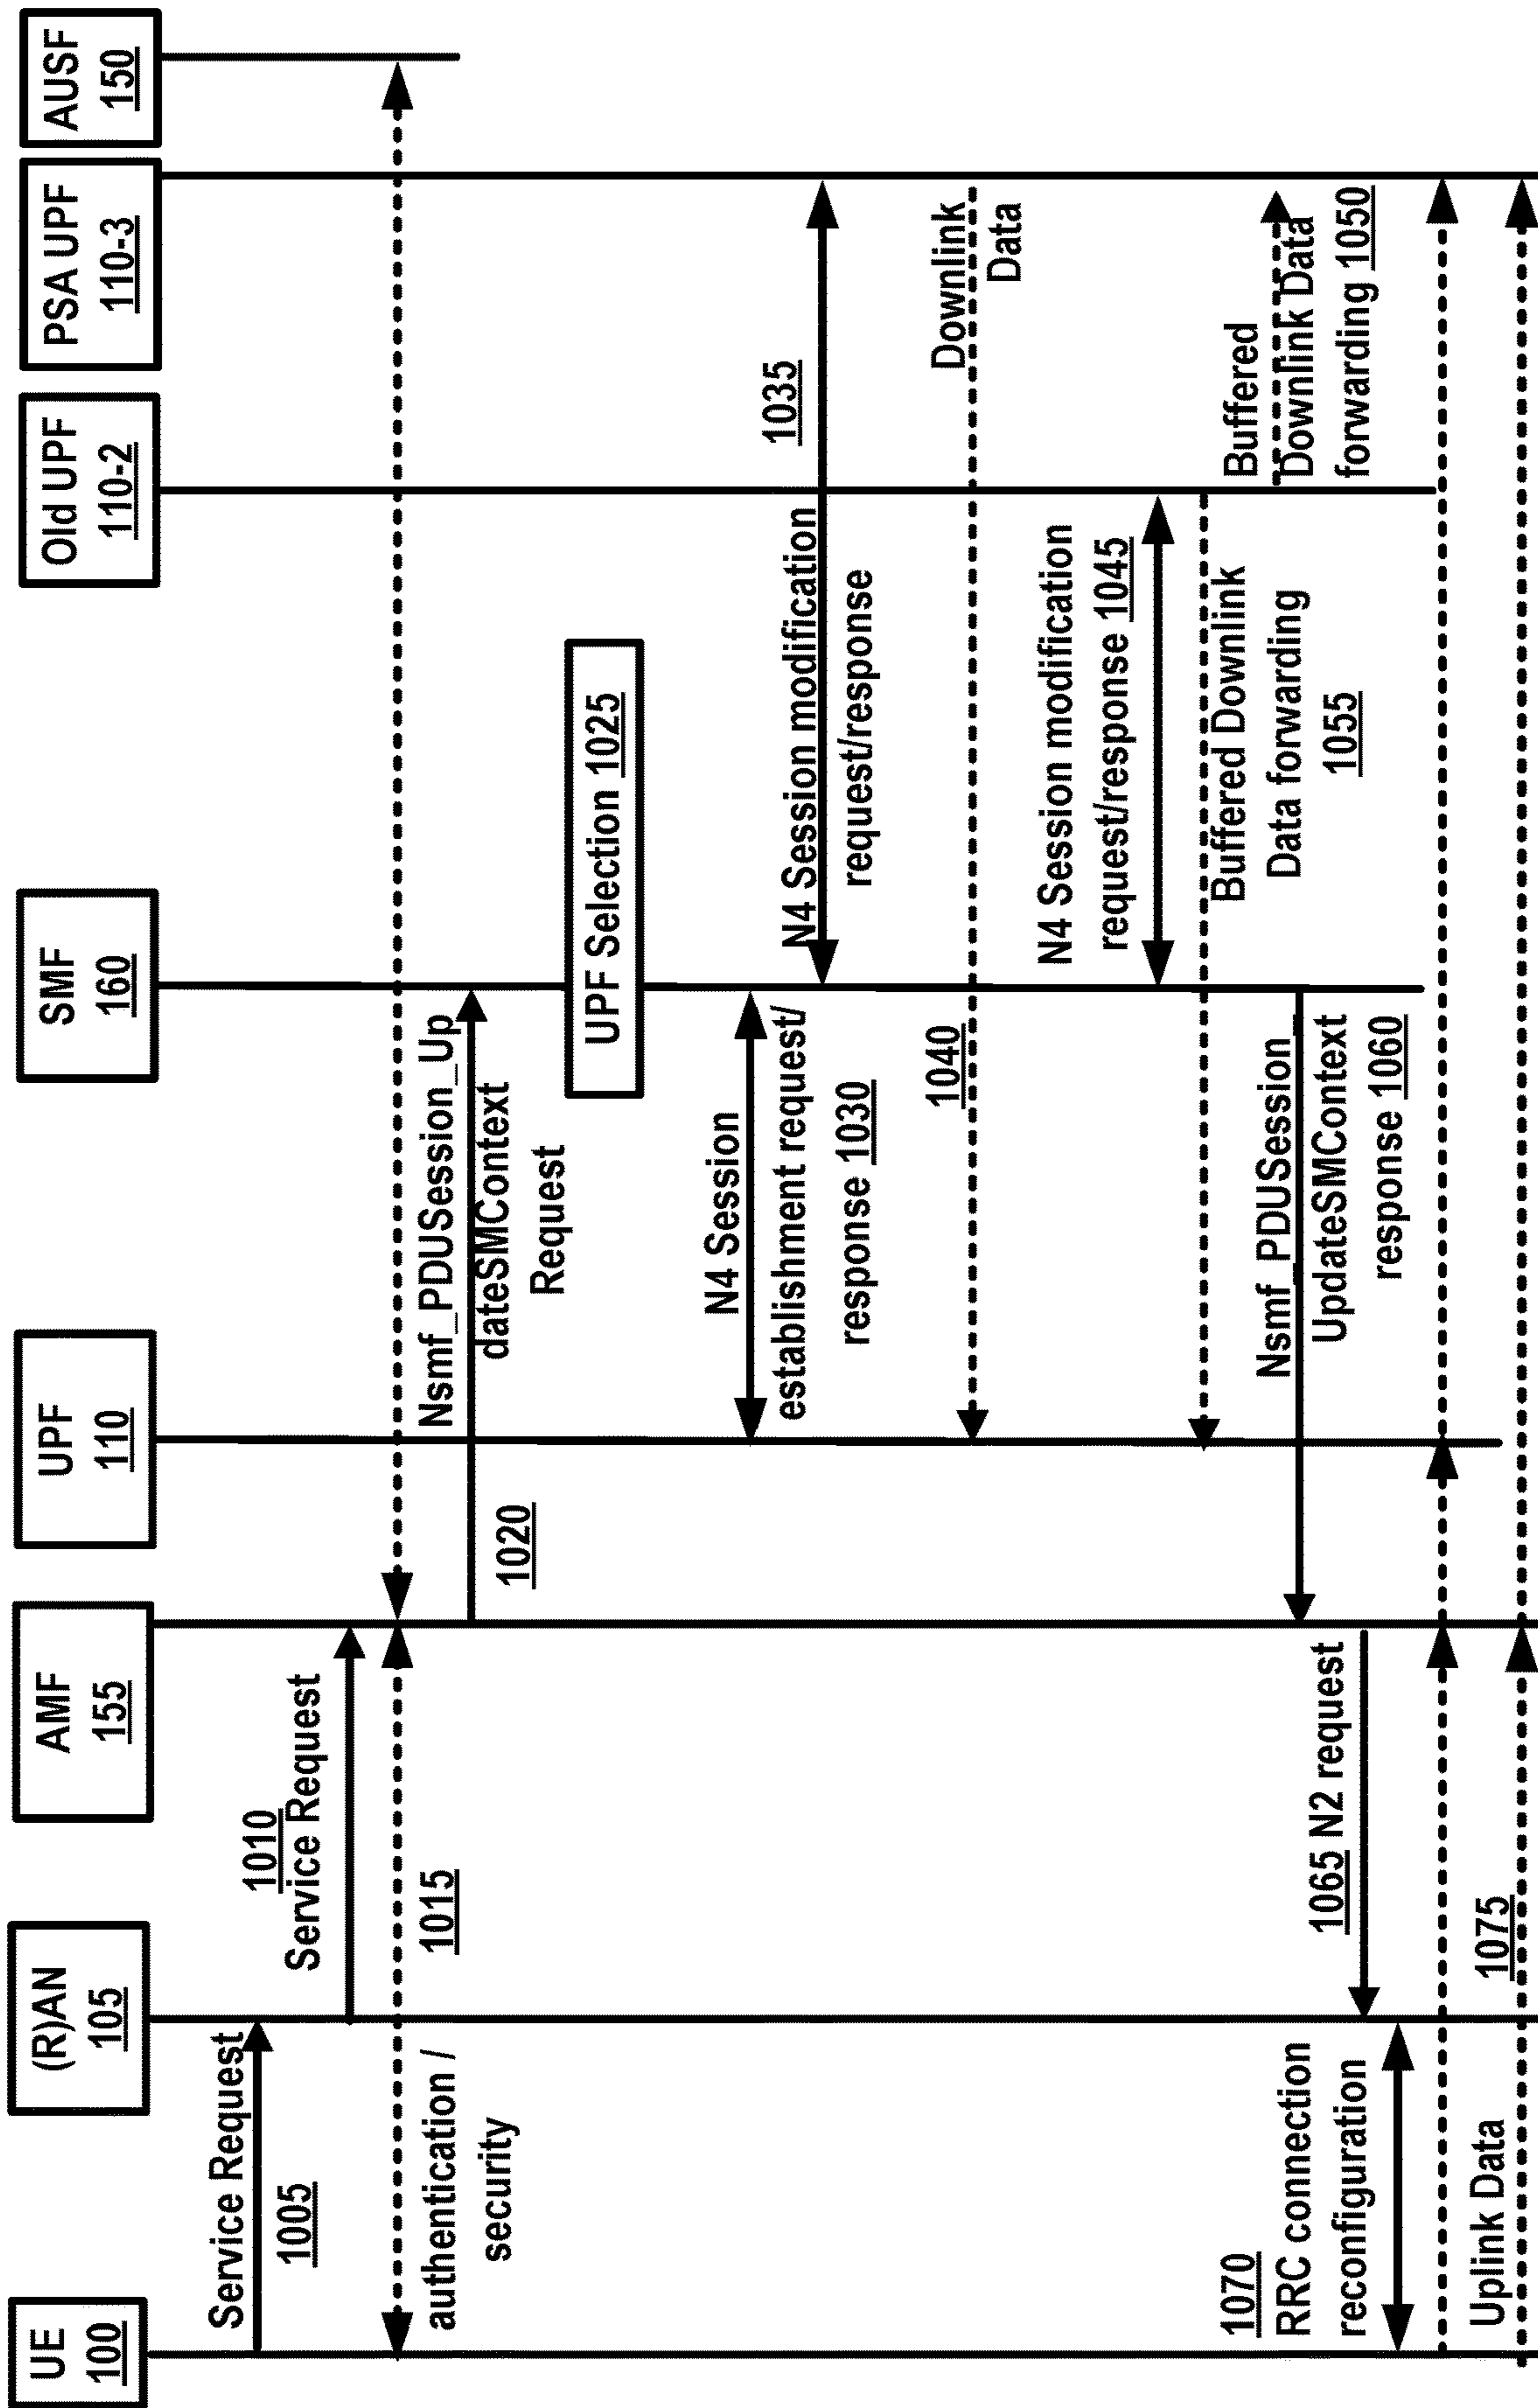 UE
100
(R)AN
105
AMF
155
UPF
110
SMF
160
Old UPF
110-2
PSA UPF
110-3
AUSF
150
Service Request
1005
1010
Service Request
authentication /
security
1015
Nsmf_PDUSession_Up
dateSMContext
Request
1020
UPF Selection 1025
N4 Session
establishment request/
response 1030
N4 Session modification
request/response
1035
1040
Downlink
Data
N4 Session modification
request/response 1045
Buffered
Downlink Data
forwarding 1050
Buffered Downlink
Data forwarding
1055
Nsmf_PDUSession_
UpdateSMContext
response 1060
1065 N2 request
1070
RRC connection
reconfiguration
Uplink Data
1075